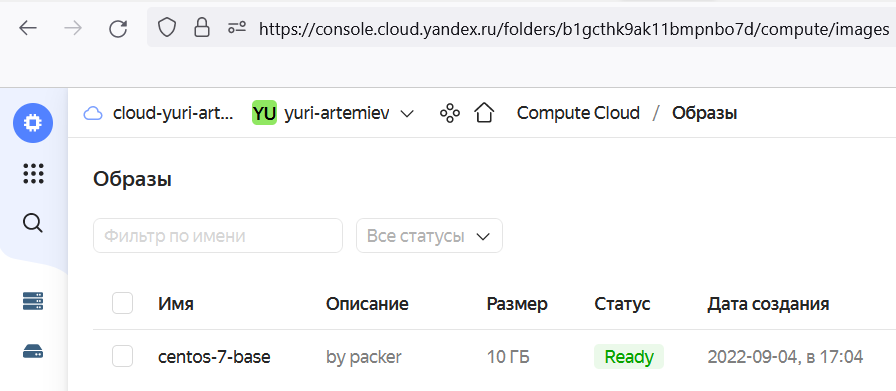 https://console.cloud.yandex.ru/folders/b1gcthk9ak11bmpnbo7d/compute/images
cloud-yuri-art... YU yuri-artemiev Compute Cloud / Образы
Образы
Фильтр по имени Все статусы
Имя Описание Размер Статус Дата создания
centos-7-base by packer 10 ГБ Ready 2022-09-04, в 17:04